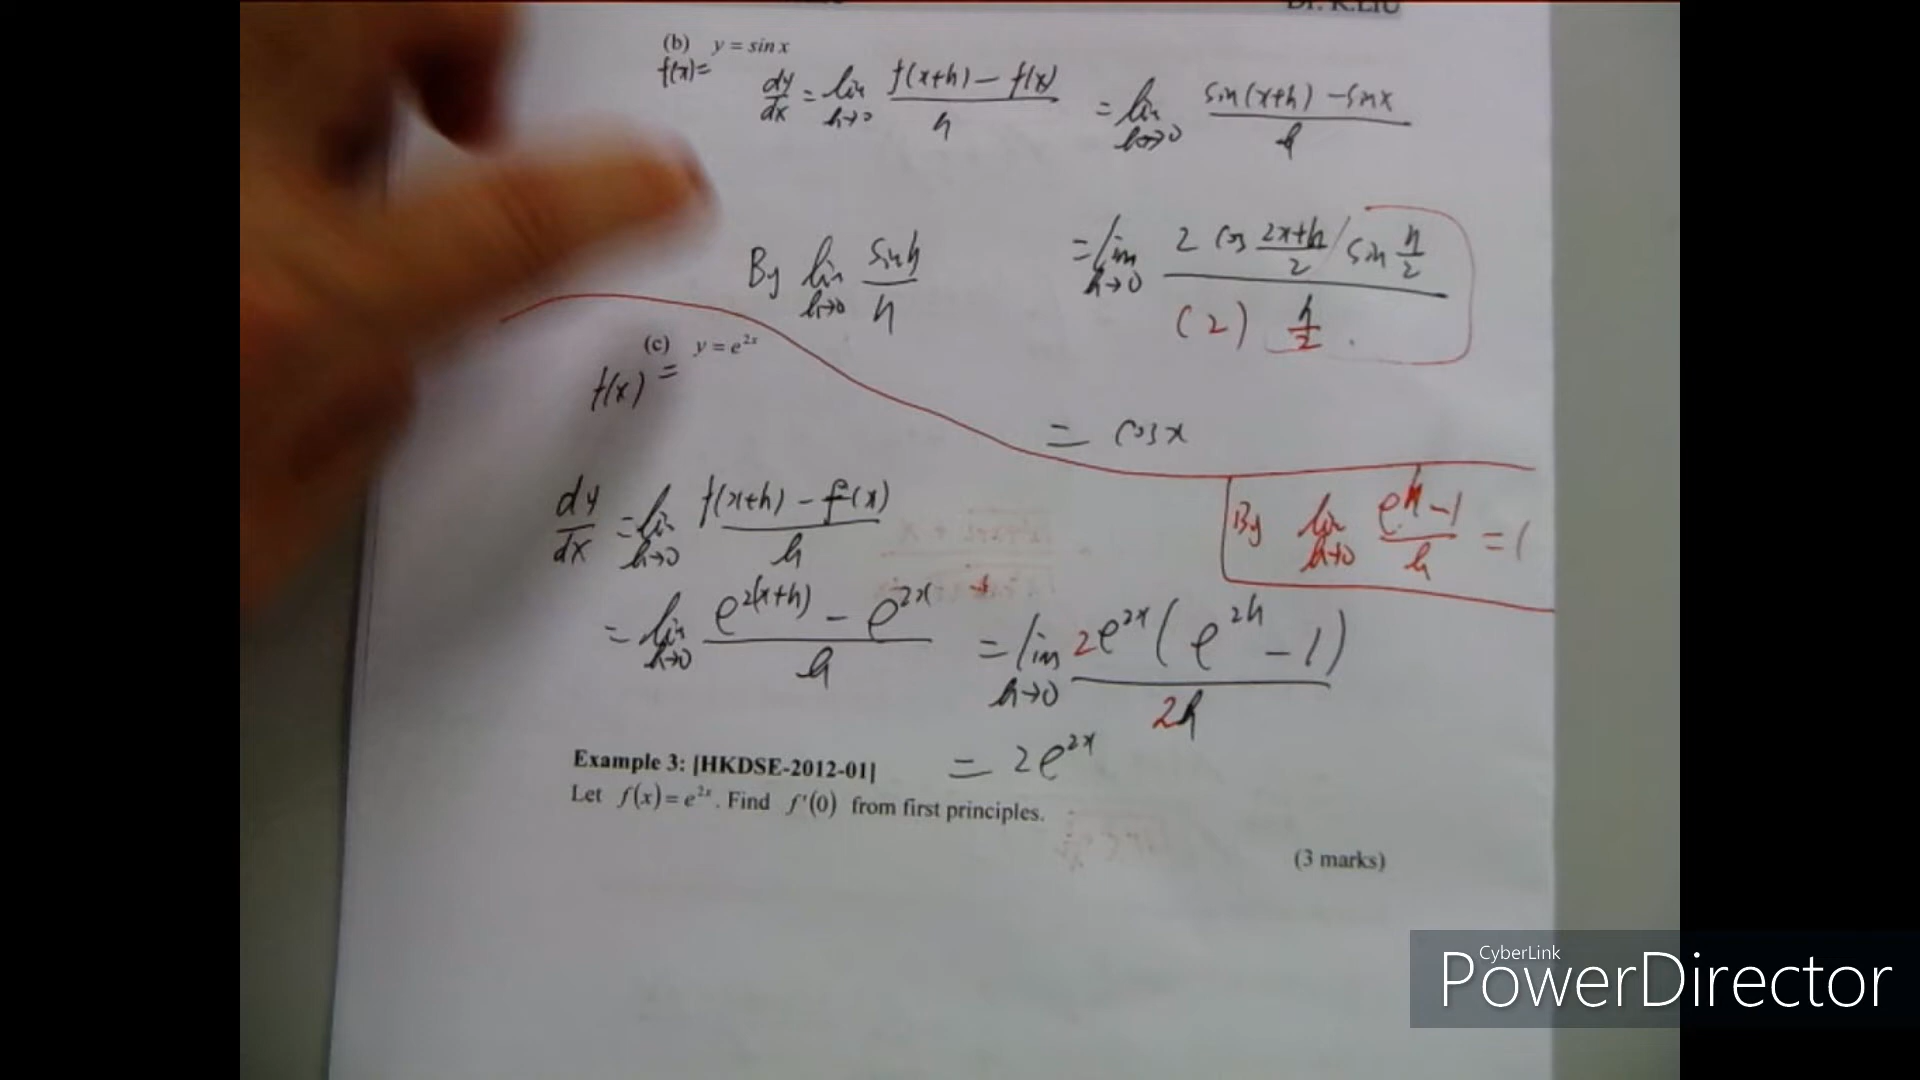 Dr. K.LIU
(b) y = sin x
f(x)=
dy/dx = lim h→0 (f(x+h) − f(x))/h = lim h→0 (sin(x+h) − sin x)/h
By lim h→0 sin h/h = lim h→0 (2 cos (2x+h)/2 sin h/2)/((2) h/2)
(c) y = e^{2x}
f(x) =
= cos x
dy/dx = lim h→0 (f(x+h) − f(x))/h
By lim h→0 (e^h − 1)/h = 1
= lim h→0 (e^{2(x+h)} − e^{2x})/h = lim h→0 2e^{2x}(e^{2h} − 1)/2h
= 2e^{2x}
Example 3: [HKDSE-2012-01]
Let f(x) = e^{2x}. Find f'(0) from first principles.
(3 marks)
CyberLink
PowerDirector